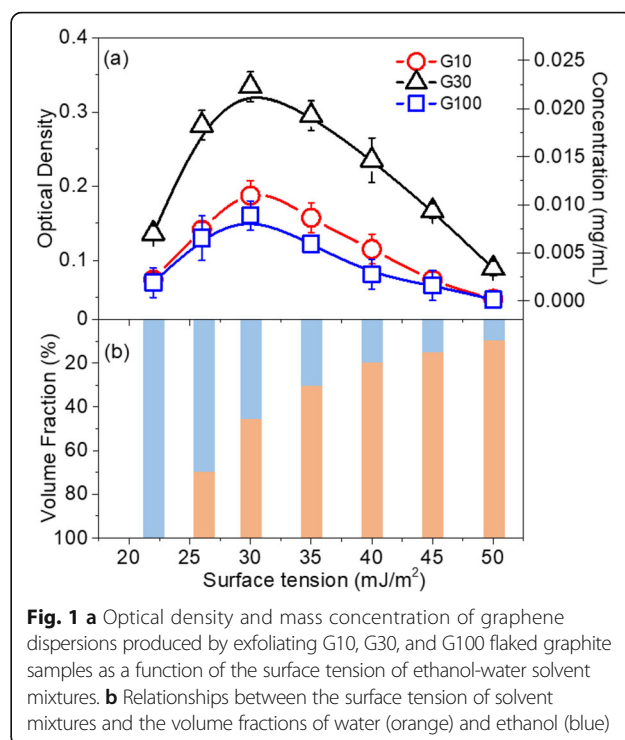 (a)
G10
G30
G100
0.4
0.3
0.2
0.1
0
Optical Density
0.025
0.020
0.015
0.010
0.005
0.000
Concentration (mg/mL)
(b)
20
40
60
80
100
Volume Fraction (%)
20 25 30 35 40 45 50
Surface tension (mJ/m²)
Fig. 1 a Optical density and mass concentration of graphene
dispersions produced by exfoliating G10, G30, and G100 flaked graphite
samples as a function of the surface tension of ethanol-water solvent
mixtures. b Relationships between the surface tension of solvent
mixtures and the volume fractions of water (orange) and ethanol (blue)